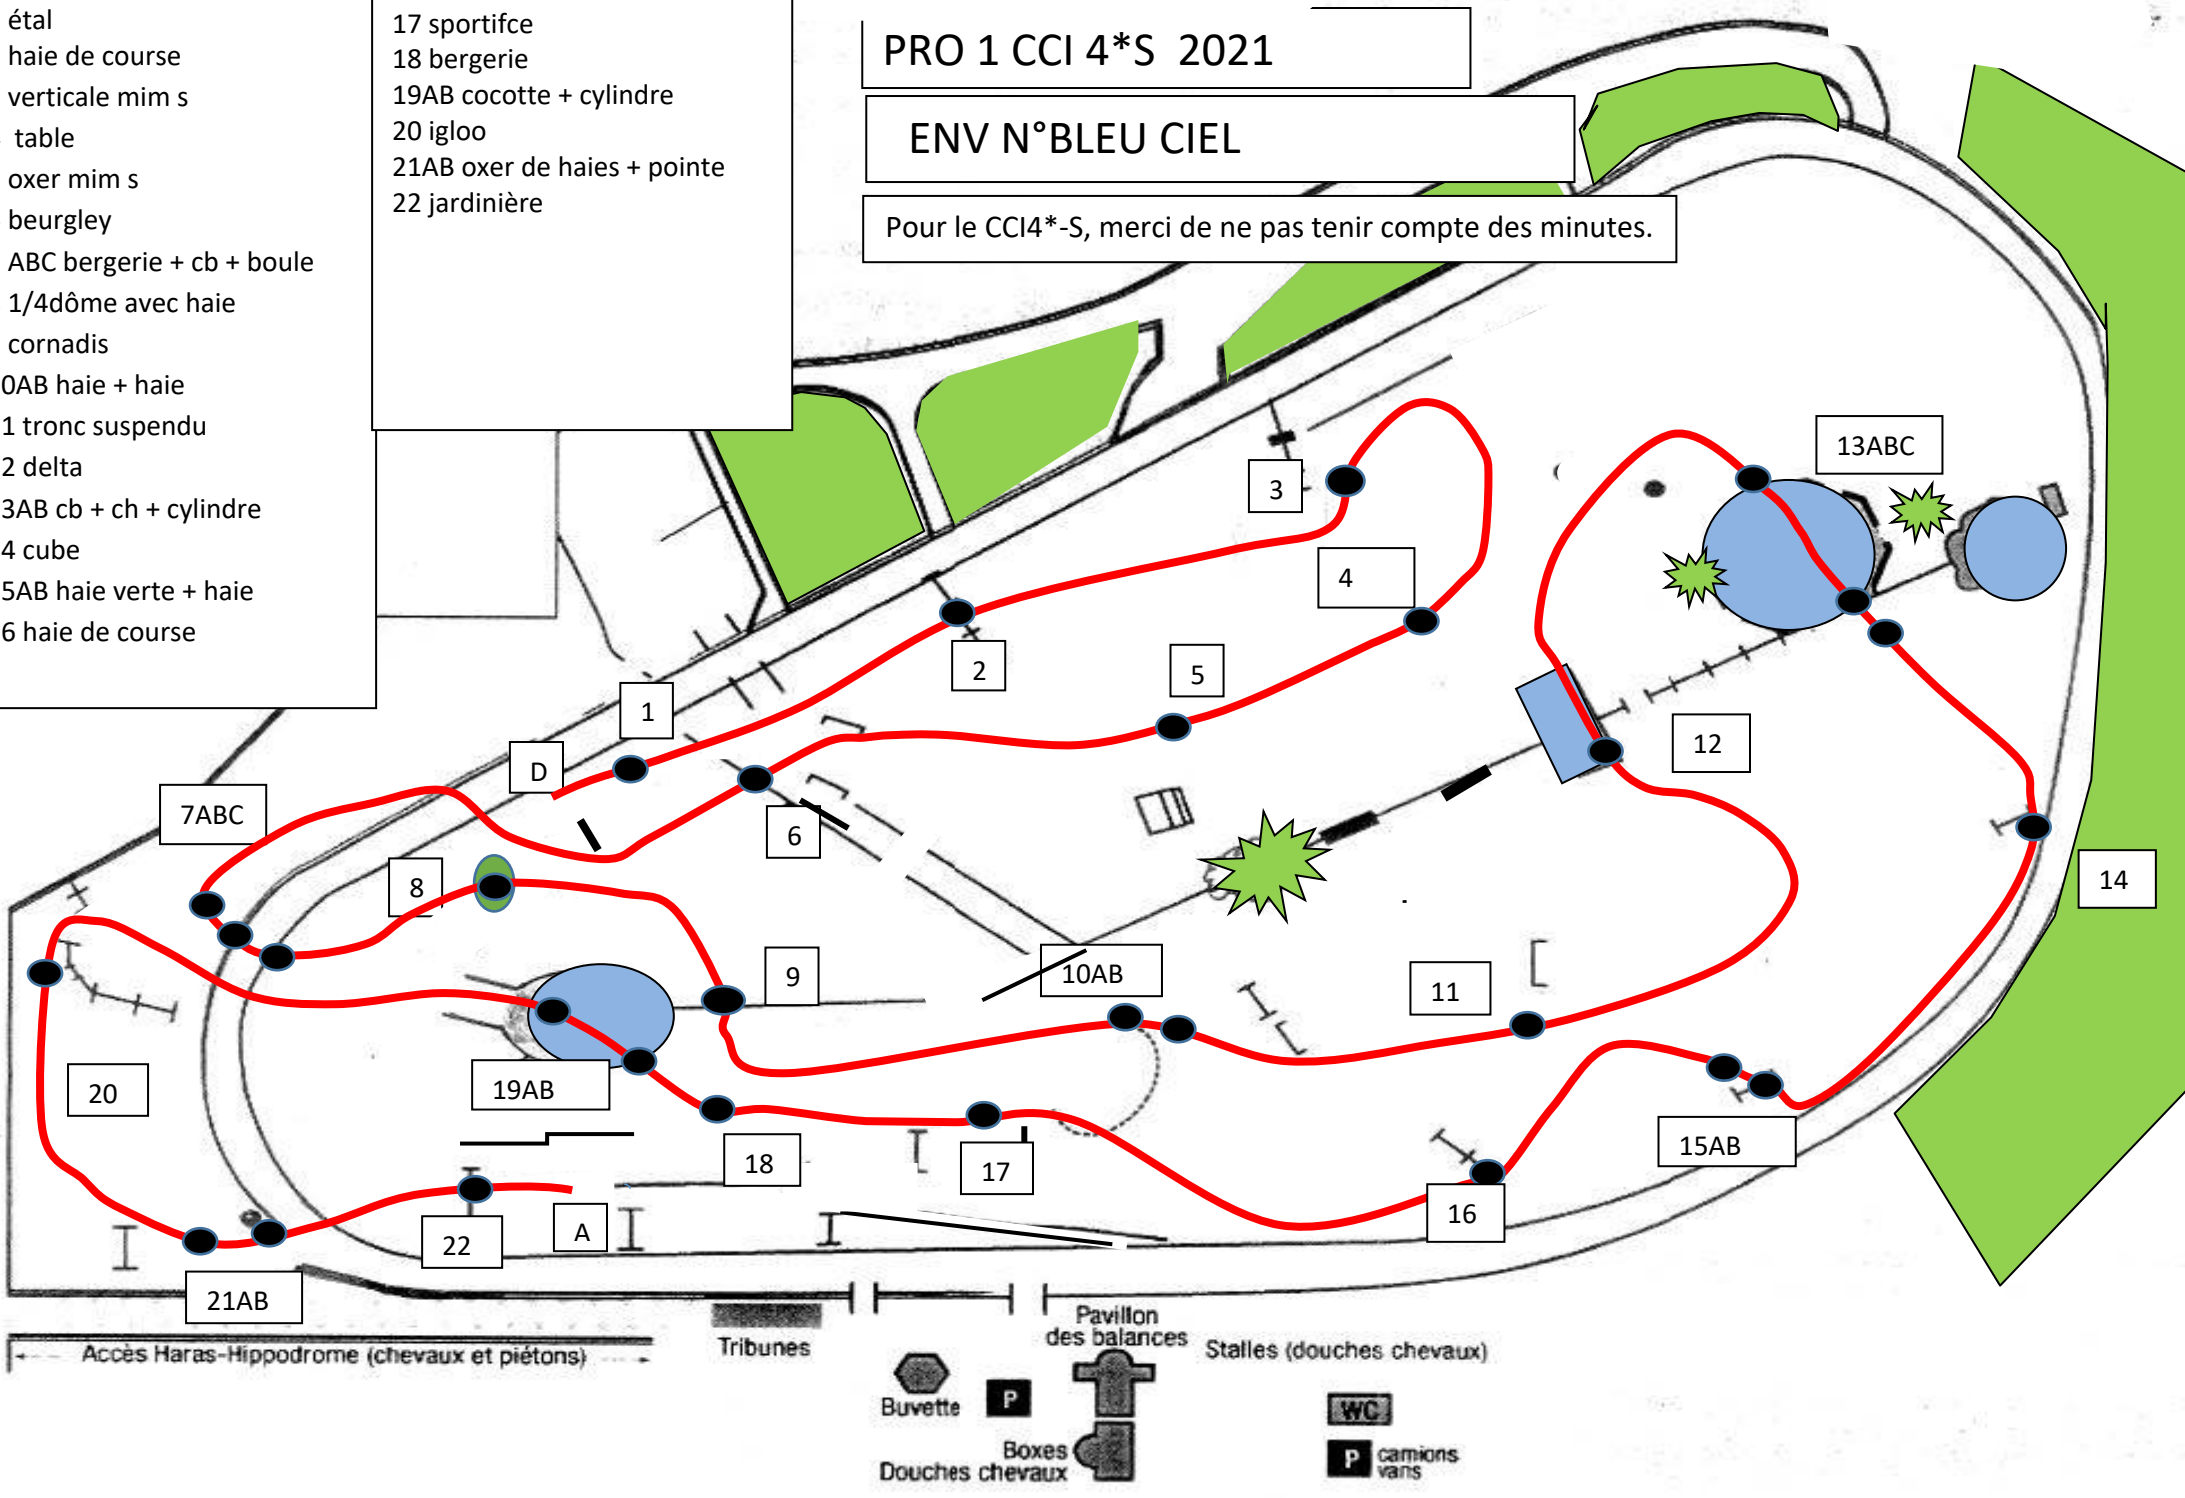 étal
haie de course
verticale mim s
table
oxer mim s
beurgley
ABC bergerie + cb + boule
1/4dôme avec haie
cornadis
0AB haie + haie
1 tronc suspendu
2 delta
3AB cb + ch + cylindre
4 cube
5AB haie verte + haie
6 haie de course
17 sportifce
18 bergerie
19AB cocotte + cylindre
20 igloo
21AB oxer de haies + pointe
22 jardinière
PRO 1 CCI 4*S 2021
ENV N°BLEU CIEL
Pour le CCI4*-S, merci de ne pas tenir compte des minutes.
13ABC
3
4
2
5
1
12
D
7ABC
6
8
14
9
10AB
11
20
19AB
18
17
15AB
16
22
A
21AB
Accès Haras-Hippodrome (chevaux et piétons)
Tribunes
Pavillon
des balances
Stalles (douches chevaux)
Buvette
P
WC
Boxes
Douches chevaux
P camions
vans